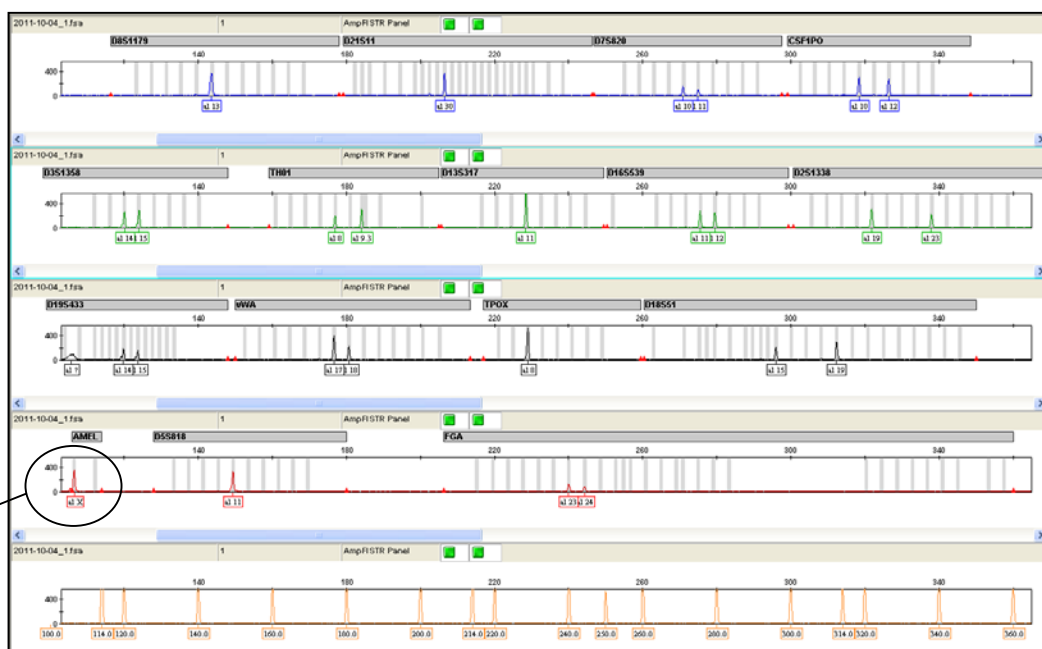 2011-10-04_1.fsa 1 AmpFlSTR Panel
D8S1179 D21S11 D7S820 CSF1PO
140 180 220 260 300 340
400
0
al 13 al 30 al 10 l 11 al 10 al 12
2011-10-04_1.fsa 1 AmpFlSTR Panel
D3S1358 TH01 D13S317 D16S539 D2S1338
140 180 220 260 300 340
400
0
al 14 l 15 al 8 al 9.3 al 11 al 11 l 12 al 19 al 23
2011-10-04_1.fsa 1 AmpFlSTR Panel
D19S433 vWA TPOX D18S51
140 180 220 260 300 340
400
0
al ? al 14 l 15 al 17 l 18 al 8 al 15 al 19
2011-10-04_1.fsa 1 AmpFlSTR Panel
AMEL D5S818 FGA
140 180 220 260 300 340
400
0
al X al 11 al 23 al 24
2011-10-04_1.fsa 1 AmpFlSTR Panel
140 180 220 260 300 340
400
0
100.0 114.0 120.0 140.0 160.0 180.0 200.0 214.0 220.0 240.0 250.0 260.0 280.0 300.0 314.0 320.0 340.0 360.0